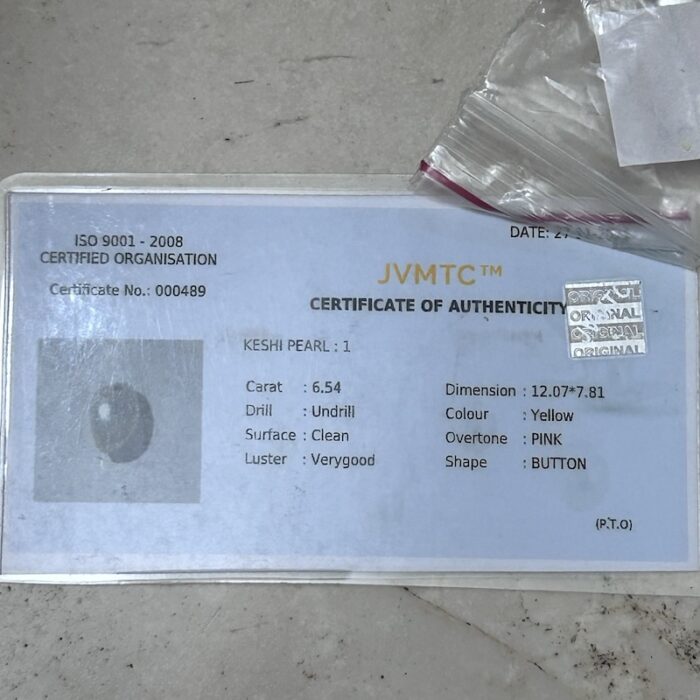 ISO 9001 - 2008
CERTIFIED ORGANISATION
Certificate No.: 000489
DATE: 27
JVMTC™
CERTIFICATE OF AUTHENTICITY
ORIGINAL
ORIGINAL
ORIGINAL
ORIGINAL
KESHI PEARL : 1
Carat : 6.54
Drill : Undrill
Surface : Clean
Luster : Verygood
Dimension : 12.07*7.81
Colour : Yellow
Overtone : PINK
Shape : BUTTON
(P.T.O)